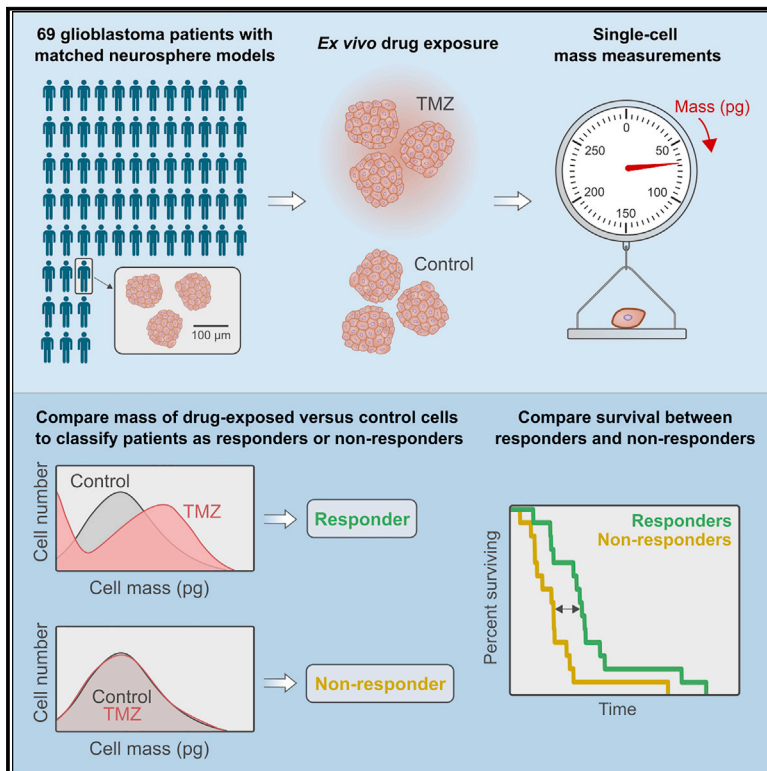 69 glioblastoma patients with
matched neurosphere models
Ex vivo drug exposure
Single-cell
mass measurements
TMZ
Control
100 µm
Mass (pg)
0
50
100
150
200
250
Compare mass of drug-exposed versus control cells
to classify patients as responders or non-responders
Cell number
Control
TMZ
Cell mass (pg)
Responder
Cell number
Control
TMZ
Cell mass (pg)
Non-responder
Compare survival between
responders and non-responders
Percent surviving
Responders
Non-responders
Time